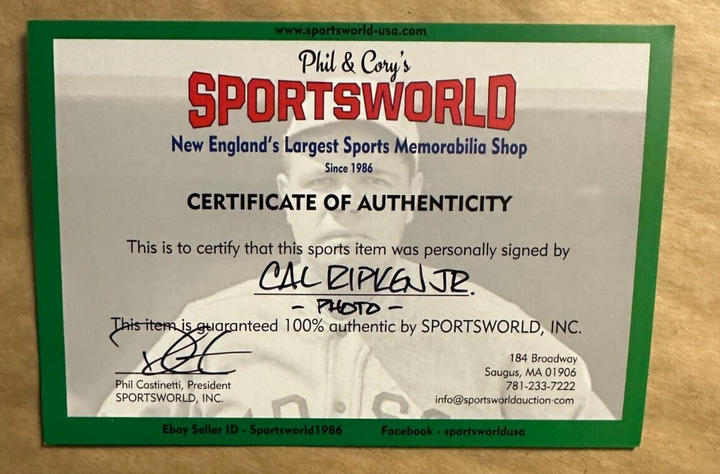 www.sportsworld-usa.com
Phil & Cory's
SPORTSWORLD
New England's Largest Sports Memorabilia Shop
Since 1986
CERTIFICATE OF AUTHENTICITY
This is to certify that this sports item was personally signed by
CAL RIPKEN JR.
- PHOTO -
This item is guaranteed 100% authentic by SPORTSWORLD, INC.
Phil Castinetti, President
SPORTSWORLD, INC.
184 Broadway
Saugus, MA 01906
781-233-7222
info@sportsworldauction.com
Ebay Seller ID - Sportsworld1986
Facebook - sportsworldusa